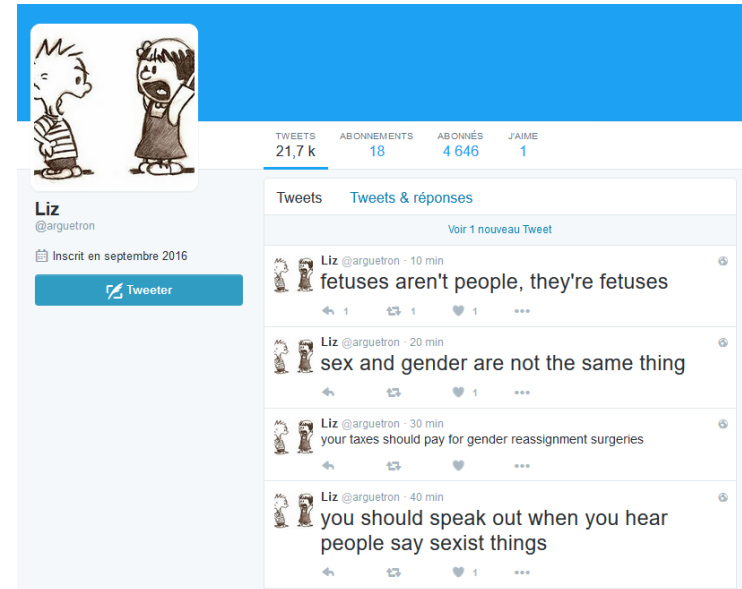 TWEETS ABONNEMENTS ABONNÉS J'AIME
21,7 k 18 4 646 1
Liz
@arguetron
Inscrit en septembre 2016
Tweeter
Tweets Tweets & réponses
Voir 1 nouveau Tweet
Liz @arguetron · 10 min
fetuses aren't people, they're fetuses
1 1 1
Liz @arguetron · 20 min
sex and gender are not the same thing
1
Liz @arguetron · 30 min
your taxes should pay for gender reassignment surgeries
Liz @arguetron · 40 min
you should speak out when you hear
people say sexist things
1